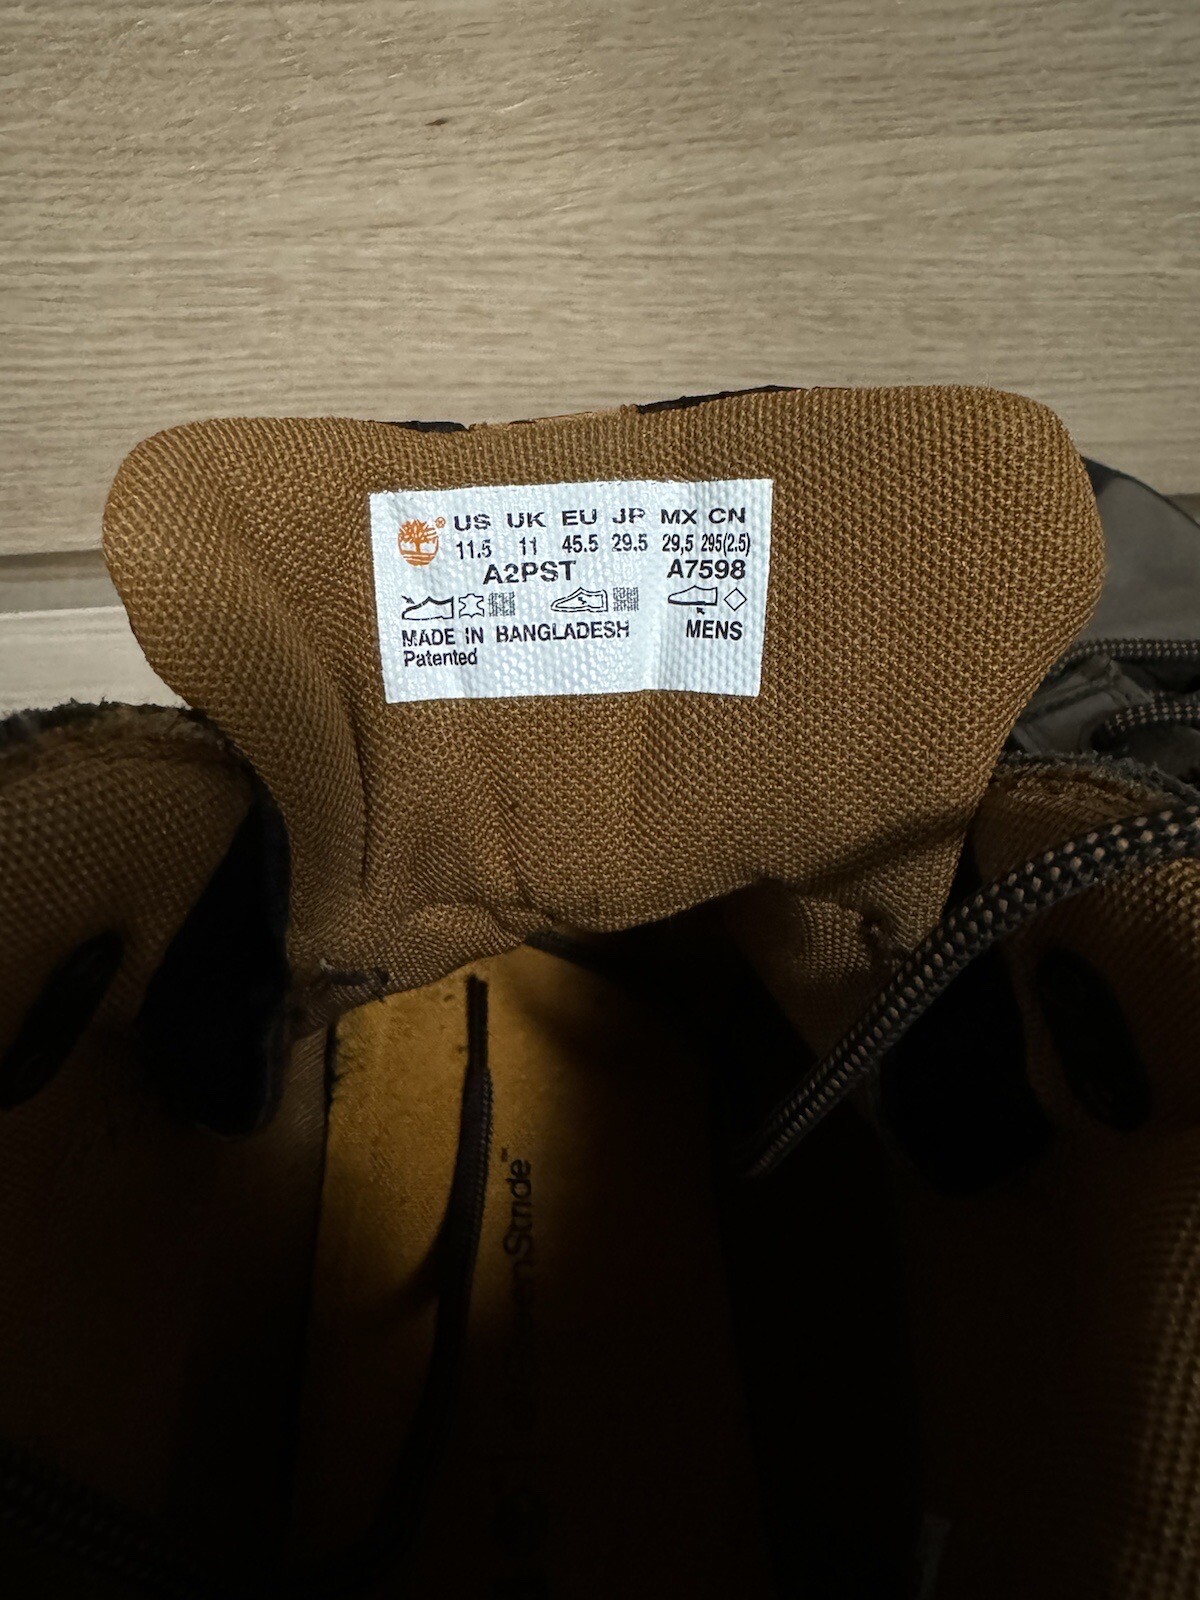 ® US UK EU JP MX CN
11.5 11 45.5 29.5 29,5 295(2.5)
A2PST A7598
MADE IN BANGLADESH MENS
Patented
Stride™